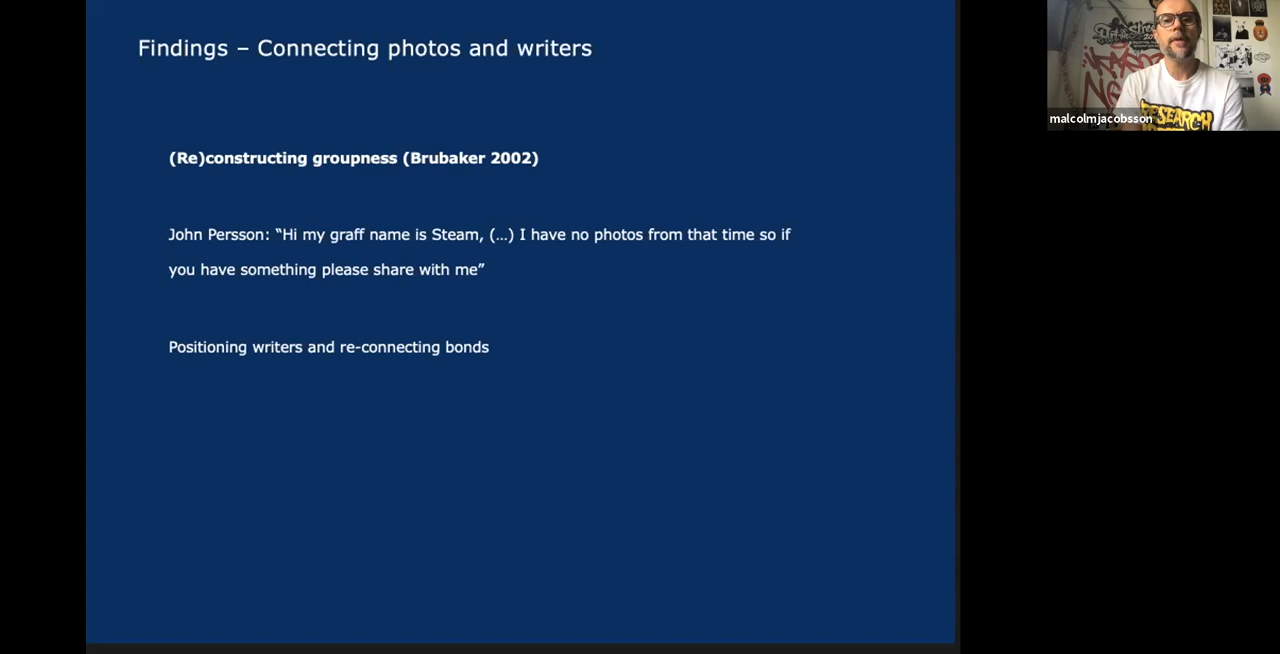 Findings – Connecting photos and writers
(Re)constructing groupness (Brubaker 2002)
John Persson: “Hi my graff name is Steam, (…) I have no photos from that time so if
you have something please share with me”
Positioning writers and re-connecting bonds
malcolmjacobsson
RESEARCH